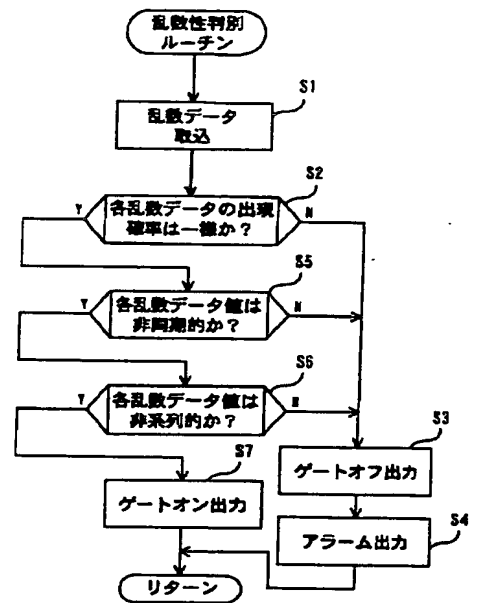 乱数性判別
ルーチン
S1
乱数データ
取込
S2
Y
各乱数データの出現
確率は一様か？
N
S5
Y
各乱数データ値は
非同期的か？
N
S6
Y
各乱数データ値は
非系列的か？
N
S7
ゲートオン出力
S3
ゲートオフ出力
S4
アラーム出力
リターン